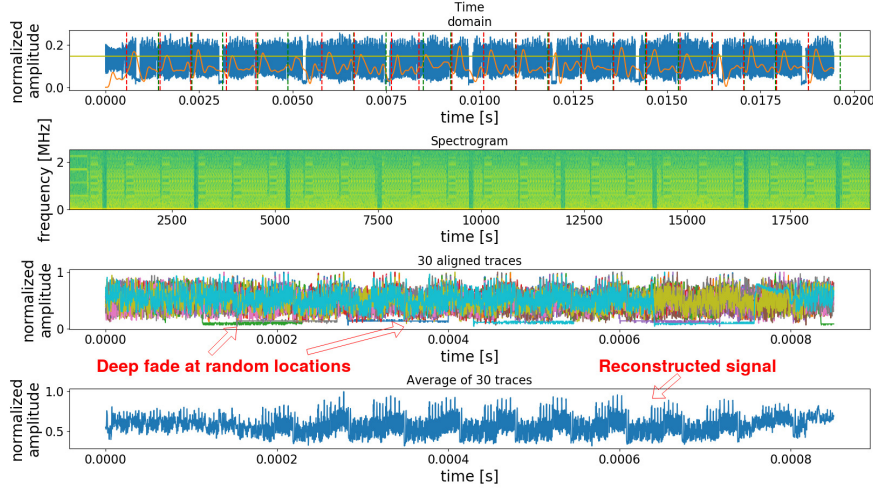 Time
domain
normalized
amplitude
0.2
0.0
0.0000
0.0025
0.0050
0.0075
0.0100
0.0125
0.0150
0.0175
0.0200
time [s]
Spectrogram
frequency [MHz]
2
0
2500
5000
7500
10000
12500
15000
17500
time [s]
30 aligned traces
normalized
amplitude
1
0
0.0000
0.0002
0.0004
0.0006
0.0008
time [s]
Deep fade at random locations
Reconstructed signal
Average of 30 traces
normalized
amplitude
1.0
0.5
0.0000
0.0002
0.0004
0.0006
0.0008
time [s]